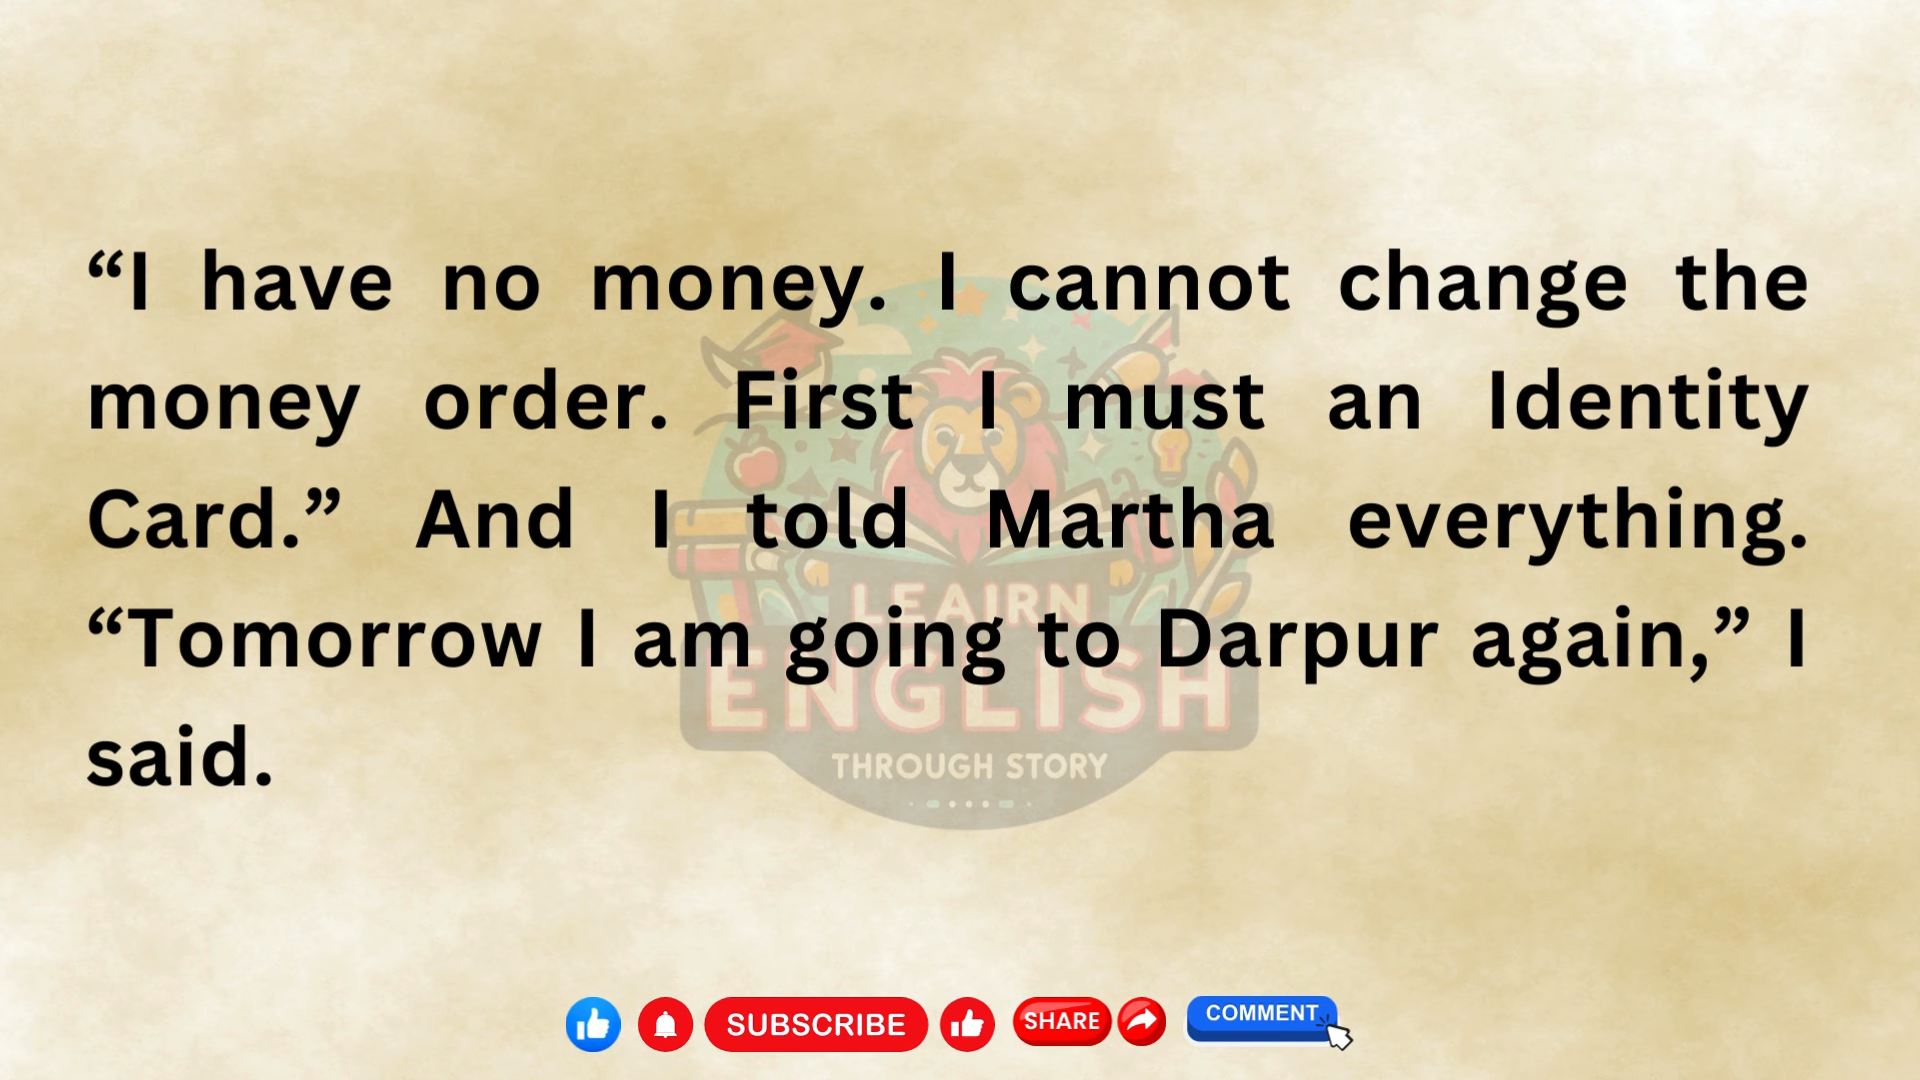 “I have no money. I cannot change the
money order. First I must an Identity
Card.” And I told Martha everything.
“Tomorrow I am going to Darpur again,” I
said.
LEAIRN
ENGLISH
THROUGH STORY
SUBSCRIBE
SHARE
COMMENT